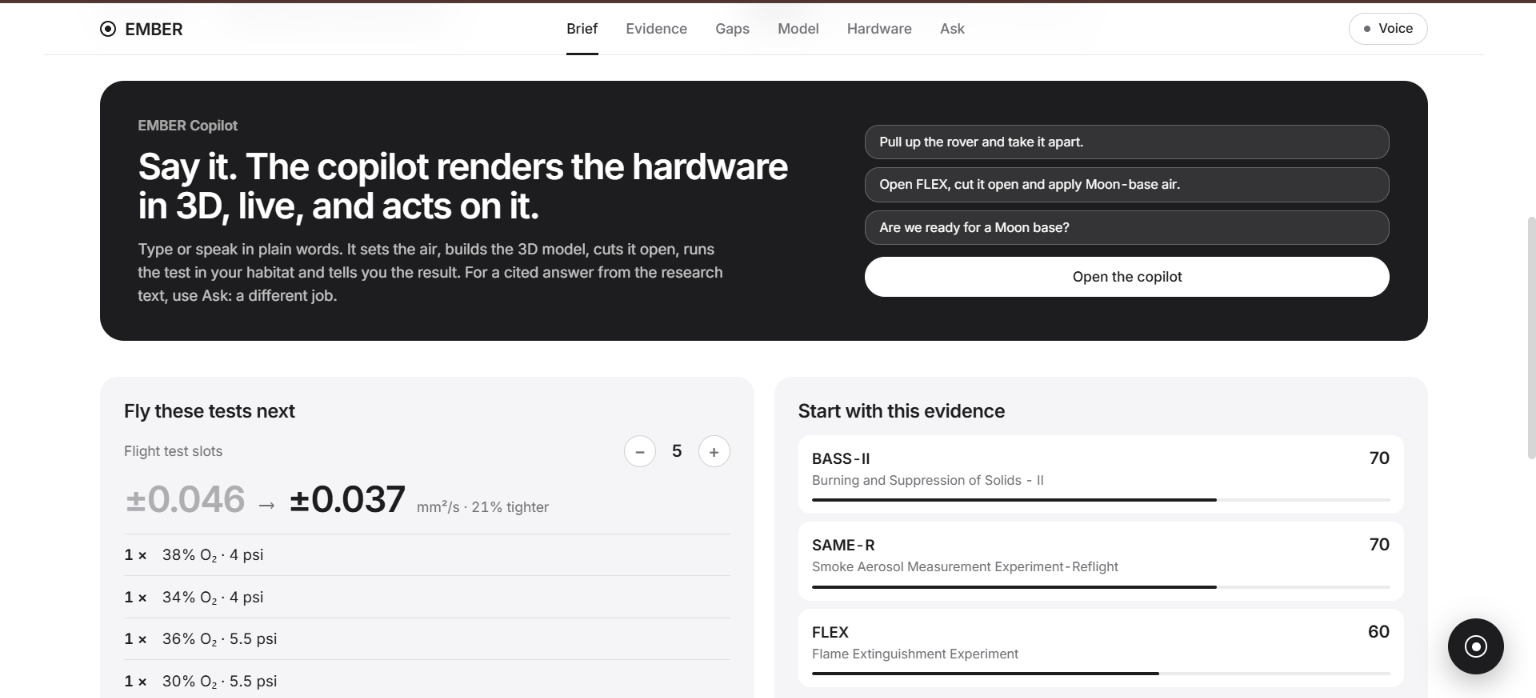 EMBER
Brief
Evidence
Gaps
Model
Hardware
Ask
Voice
EMBER Copilot
Say it. The copilot renders the hardware
in 3D, live, and acts on it.
Type or speak in plain words. It sets the air, builds the 3D model, cuts it open, runs
the test in your habitat and tells you the result. For a cited answer from the research
text, use Ask: a different job.
Pull up the rover and take it apart.
Open FLEX, cut it open and apply Moon-base air.
Are we ready for a Moon base?
Open the copilot
Fly these tests next
Flight test slots
− 5 +
±0.046 → ±0.037 mm²/s · 21% tighter
1 × 38% O₂ · 4 psi
1 × 34% O₂ · 4 psi
1 × 36% O₂ · 5.5 psi
1 × 30% O₂ · 5.5 psi
Start with this evidence
BASS-II 70
Burning and Suppression of Solids - II
SAME-R 70
Smoke Aerosol Measurement Experiment-Reflight
FLEX 60
Flame Extinguishment Experiment